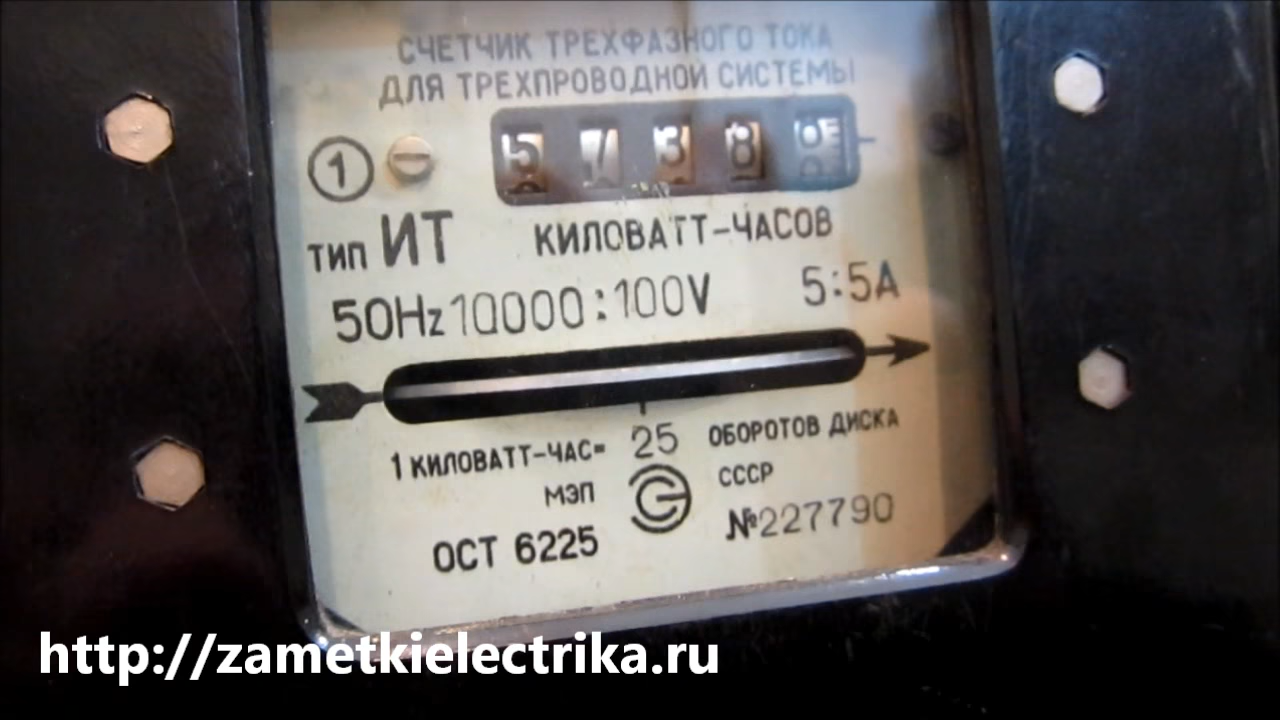 СЧЕТЧИК ТРЕХФАЗНОГО ТОКА
ДЛЯ ТРЕХПРОВОДНОЙ СИСТЕМЫ
1
5 7 3 8
ТИП ИТ КИЛОВАТТ-ЧАСОВ
50Hz 10000:100V 5:5A
1 КИЛОВАТТ-ЧАС= 25 ОБОРОТОВ ДИСКА
МЭП СССР
ОСТ 6225 №227790
http://zametkielectrika.ru